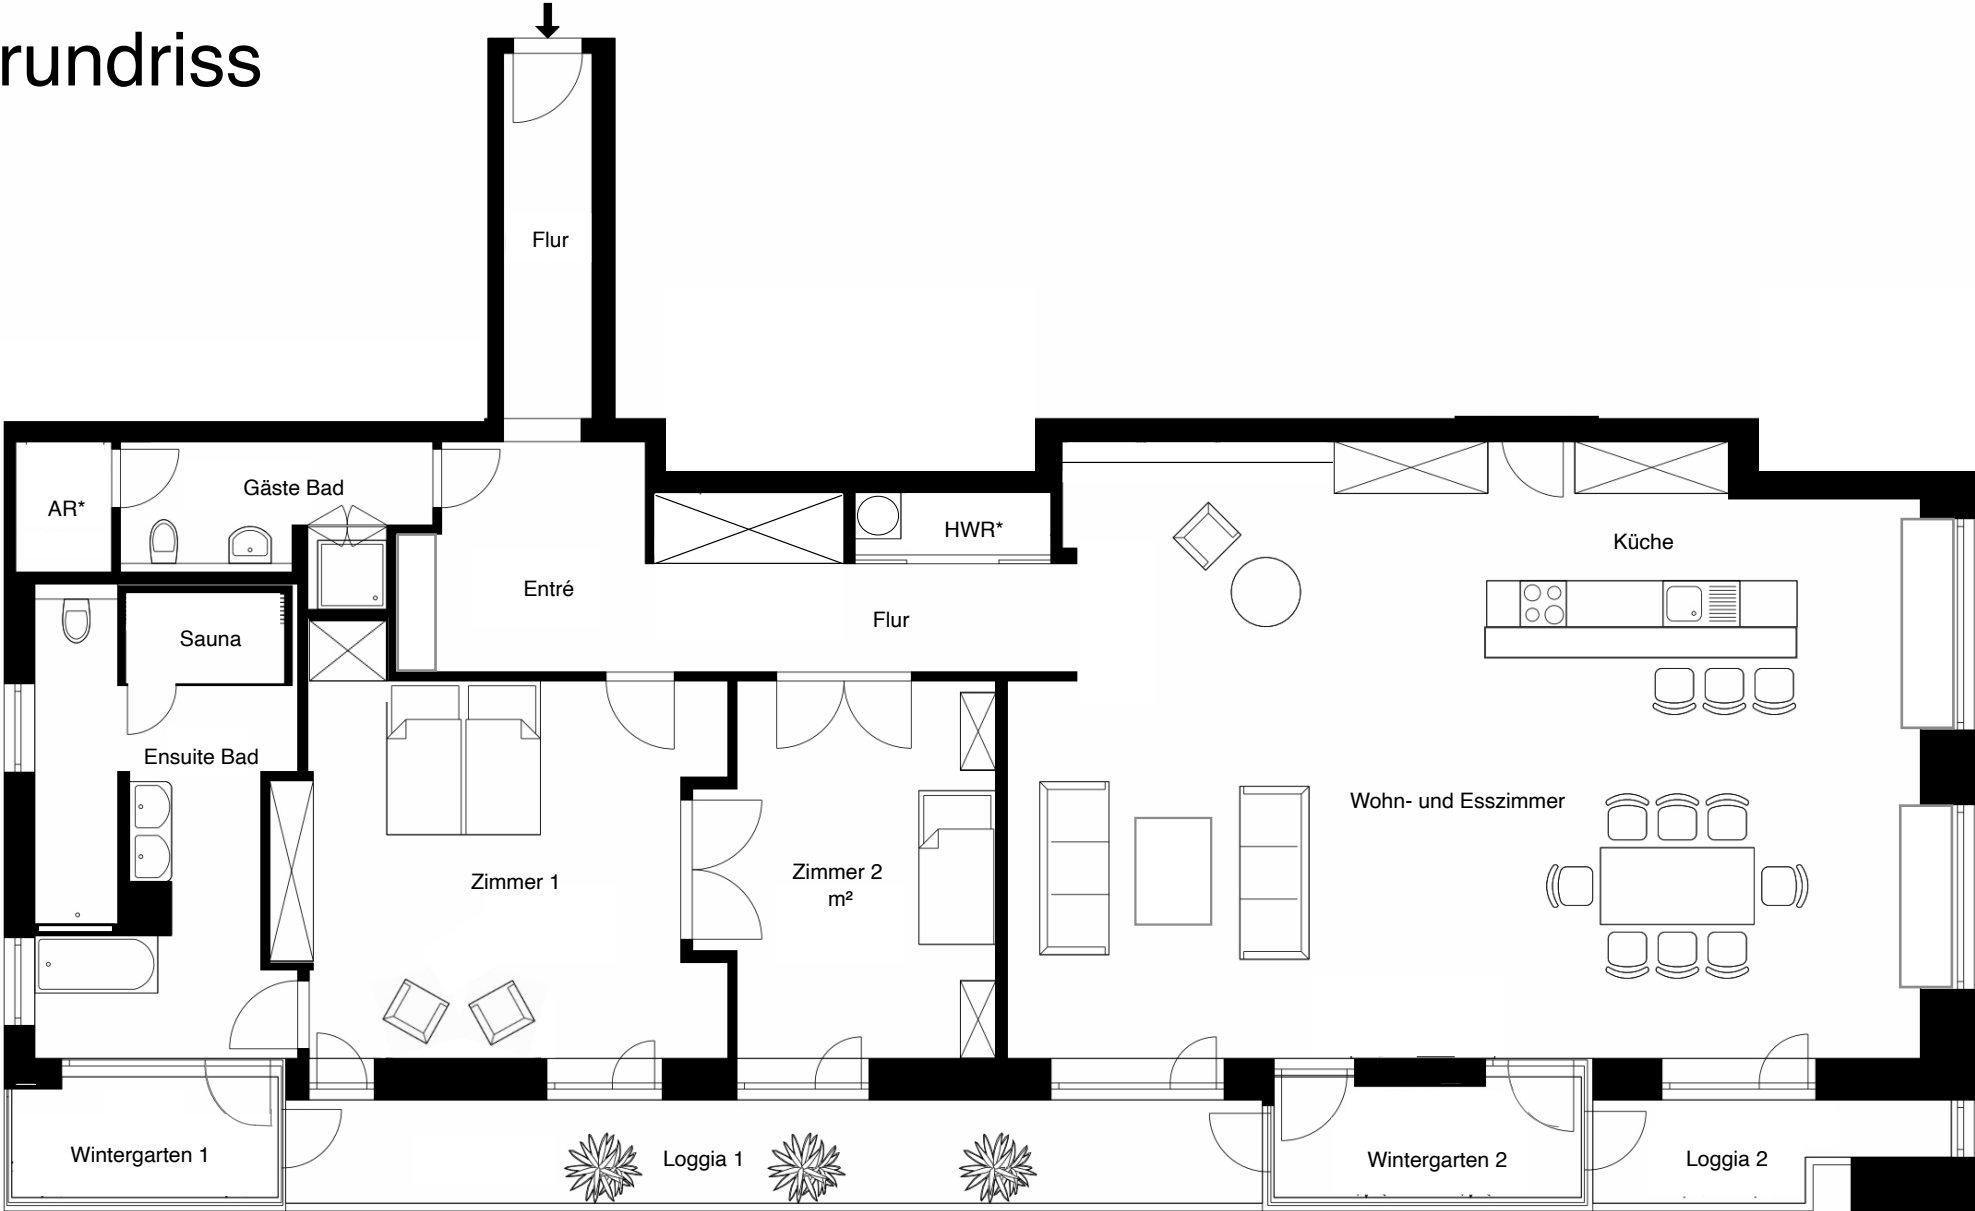 rundriss
Flur
Gäste Bad
AR*
HWR*
Küche
Entré
Flur
Sauna
Ensuite Bad
Wohn- und Esszimmer
Zimmer 1
Zimmer 2
m²
Wintergarten 1
Loggia 1
Wintergarten 2
Loggia 2